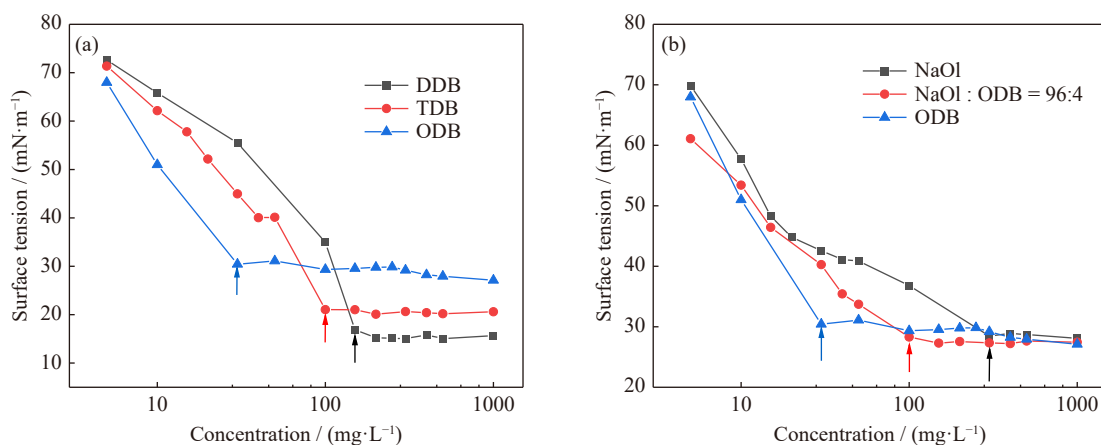 (a)
DDB
TDB
ODB
Surface tension / (mN·m⁻¹)
80
70
60
50
40
30
20
10
10 100 1000
Concentration / (mg·L⁻¹)
(b)
NaOl
NaOl : ODB = 96:4
ODB
Surface tension / (mN·m⁻¹)
80
70
60
50
40
30
20
10 100 1000
Concentration / (mg·L⁻¹)